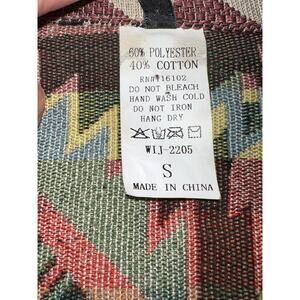 60% POLYESTER
40% COTTON
RN#116102
DO NOT BLEACH
HAND WASH COLD
DO NOT IRON
HANG DRY
WIJ-2205
S
MADE IN CHINA